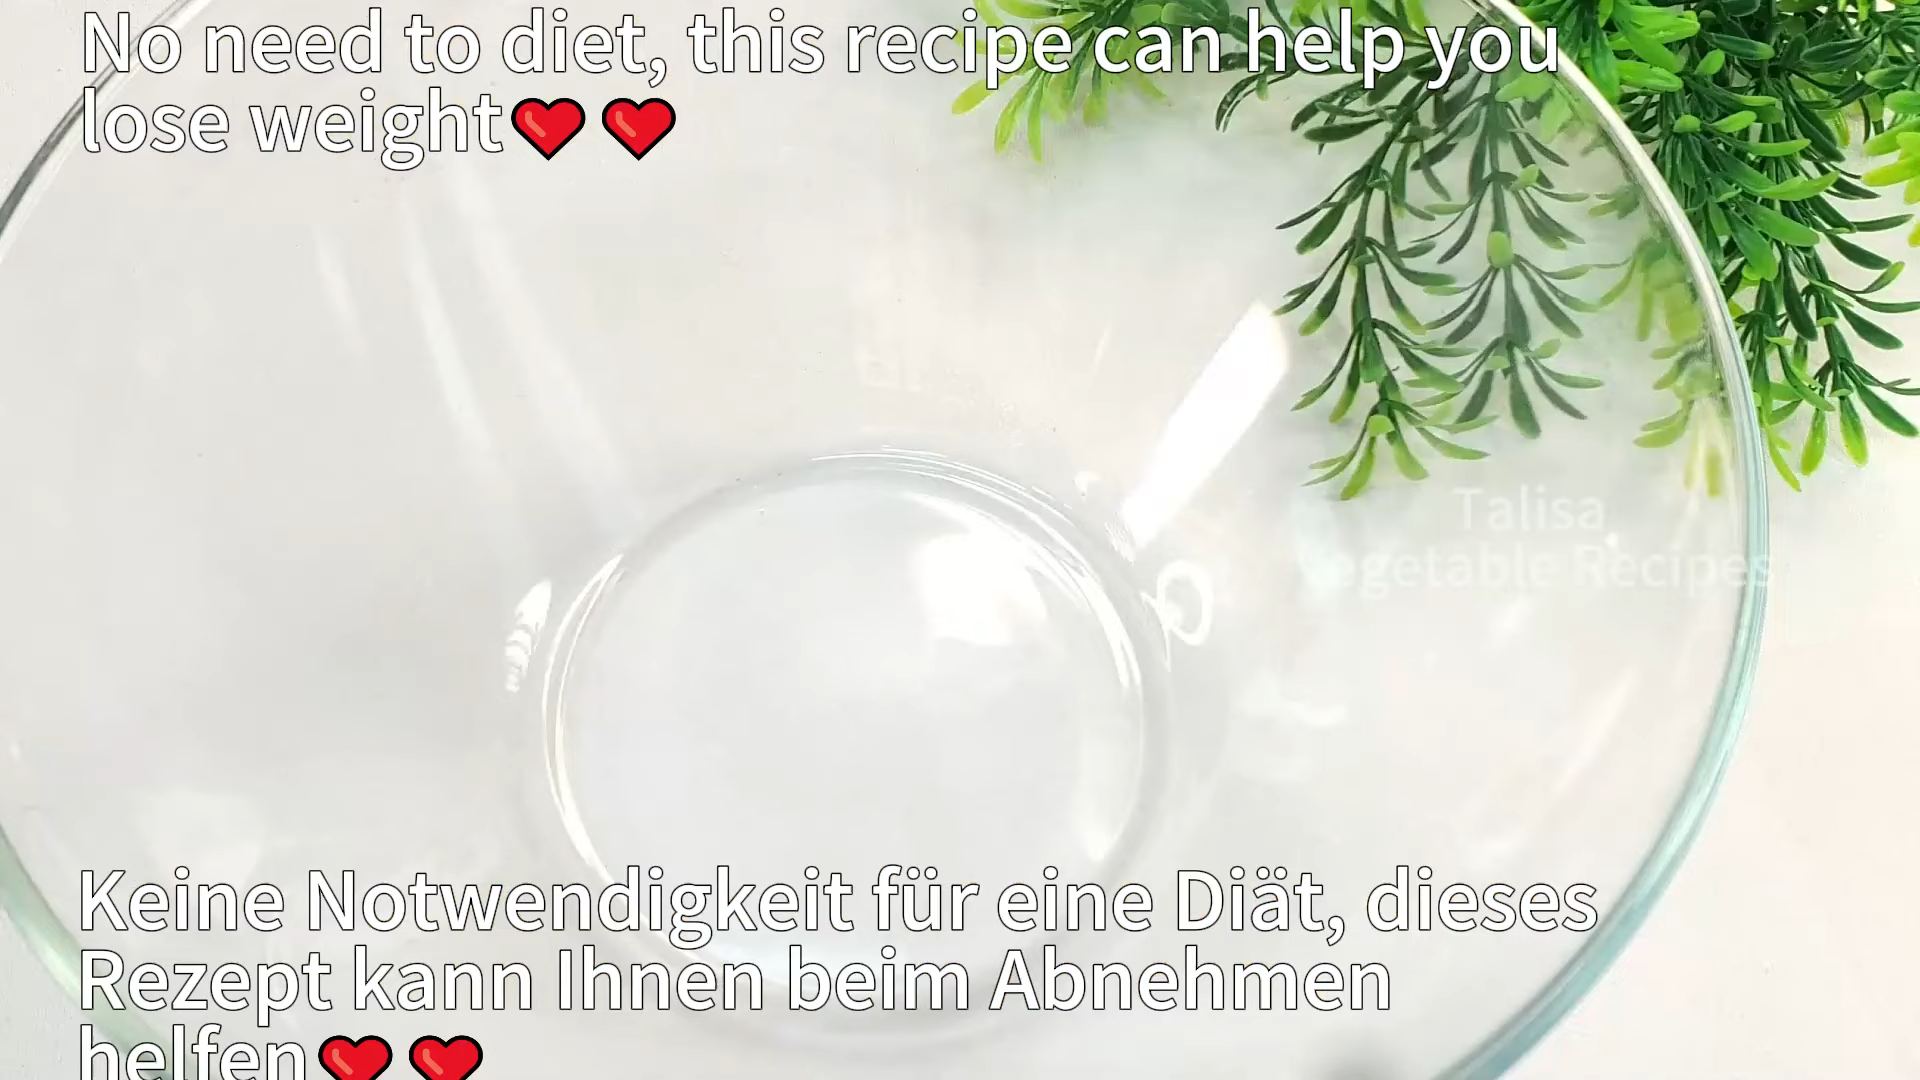 No need to diet, this recipe can help you
lose weight❤️❤️
Talisa
Vegetable Recipes
Keine Notwendigkeit für eine Diät, dieses
Rezept kann Ihnen beim Abnehmen
helfen❤️❤️